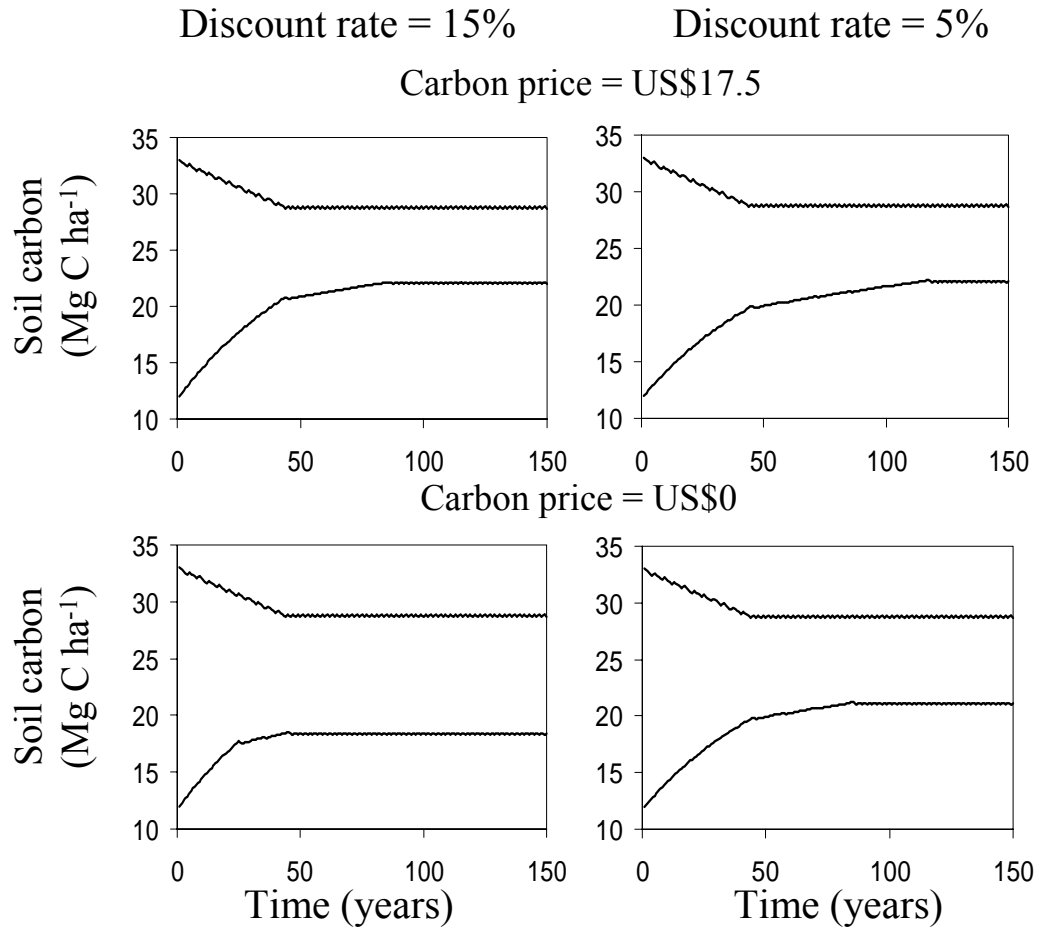 Discount rate = 15%
Discount rate = 5%
Carbon price = US$17.5
Soil carbon
(Mg C ha⁻¹)
35
30
25
20
15
10
0 50 100 150
35
30
25
20
15
10
0 50 100 150
Carbon price = US$0
Soil carbon
(Mg C ha⁻¹)
35
30
25
20
15
10
0 50 100 150
Time (years)
35
30
25
20
15
10
0 50 100 150
Time (years)